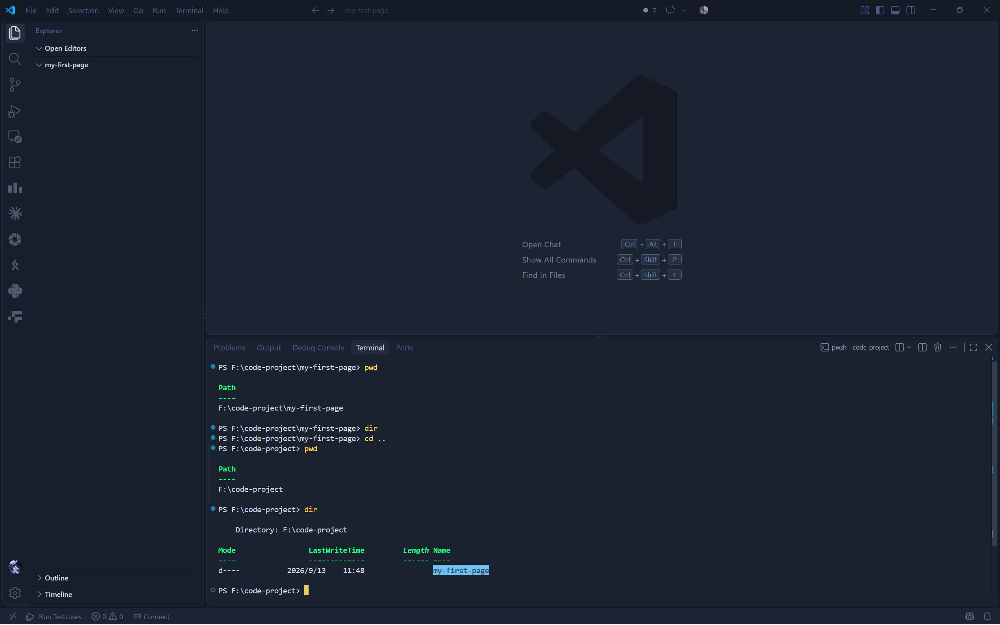 File Edit Selection View Go Run Terminal Help
my-first-page
7
Explorer
Open Editors
my-first-page
Open Chat Ctrl + Alt + I
Show All Commands Ctrl + Shift + P
Find in Files Ctrl + Shift + F
Problems Output Debug Console Terminal Ports
pwsh - code-project
PS F:\code-project\my-first-page> pwd
Path
----
F:\code-project\my-first-page
PS F:\code-project\my-first-page> dir
PS F:\code-project\my-first-page> cd ..
PS F:\code-project> pwd
Path
----
F:\code-project
PS F:\code-project> dir
Directory: F:\code-project
Mode LastWriteTime Length Name
---- ------------- ------ ----
d---- 2026/9/13 11:48 my-first-page
PS F:\code-project>
Outline
Timeline
Run Testcases 0 0 Connect